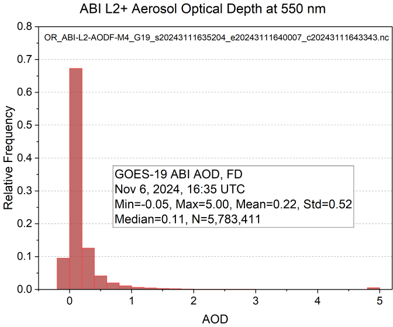 ABI L2+ Aerosol Optical Depth at 550 nm
0.8
OR_ABI-L2-AODF-M4_G19_s20243111635204_e20243111640007_c20243111643343.nc
0.7
0.6
0.5
0.4
0.3
0.2
0.1
0.0
Relative Frequency
GOES-19 ABI AOD, FD
Nov 6, 2024, 16:35 UTC
Min=-0.05, Max=5.00, Mean=0.22, Std=0.52
Median=0.11, N=5,783,411
0 1 2 3 4 5
AOD